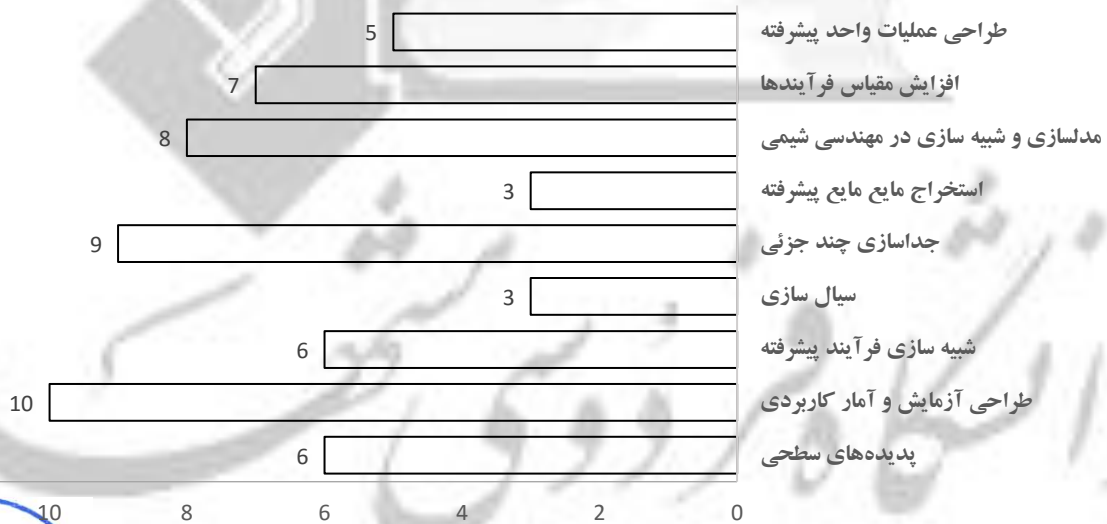 طراحی عملیات واحد پیشرفته 5
افزایش مقیاس فرآیندها 7
مدلسازی و شبیه سازی در مهندسی شیمی 8
استخراج مایع مایع پیشرفته 3
جداسازی چند جزئی 9
سیال سازی 3
شبیه سازی فرآیند پیشرفته 6
طراحی آزمایش و آمار کاربردی 10
پدیده‌های سطحی 6
10 8 6 4 2 0